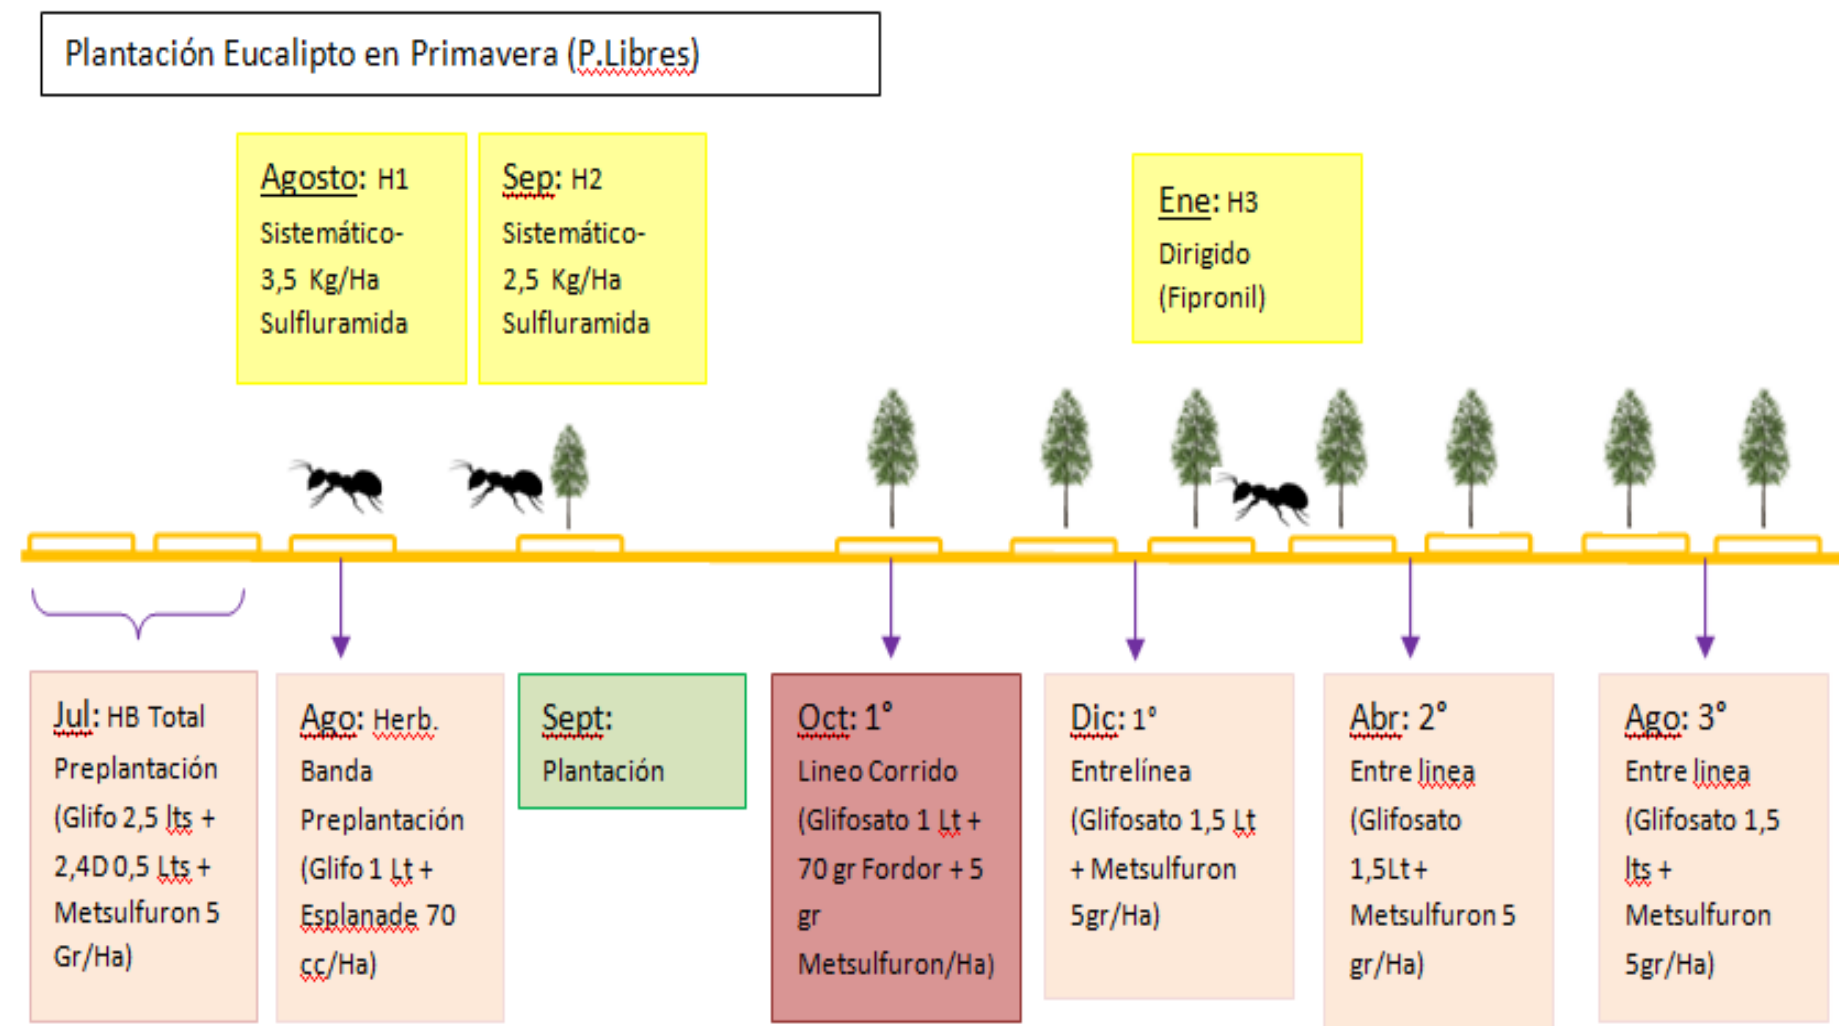 Plantación Eucalipto en Primavera (P.Libres)
Agosto: H1
Sistemático-
3,5 Kg/Ha
Sulfluramida
Sep: H2
Sistemático-
2,5 Kg/Ha
Sulfluramida
Ene: H3
Dirigido
(Fipronil)
Jul: HB Total
Preplantación
(Glifo 2,5 lts +
2,4D 0,5 Lts +
Metsulfuron 5
Gr/Ha)
Ago: Herb.
Banda
Preplantación
(Glifo 1 Lt +
Esplanade 70
cc/Ha)
Sept:
Plantación
Oct: 1°
Lineo Corrido
(Glifosato 1 Lt +
70 gr Fordor + 5
gr
Metsulfuron/Ha)
Dic: 1°
Entrelínea
(Glifosato 1,5 Lt
+ Metsulfuron
5gr/Ha)
Abr: 2°
Entre linea
(Glifosato
1,5Lt+
Metsulfuron 5
gr/Ha)
Ago: 3°
Entre linea
(Glifosato 1,5
lts +
Metsulfuron
5gr/Ha)